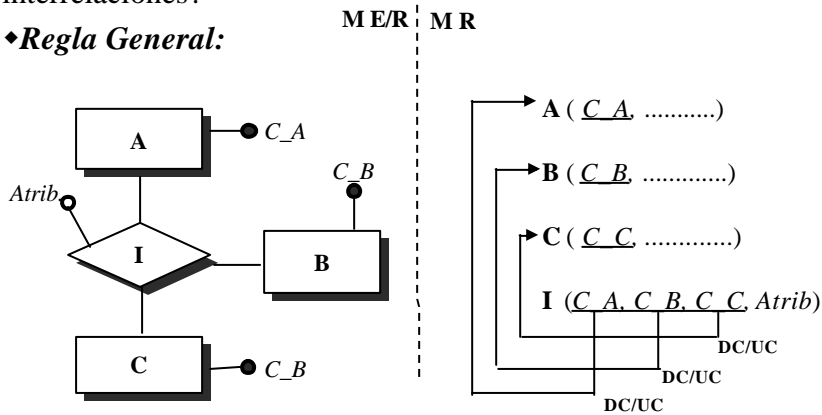 interrelaciones?
M E/R M R
◆Regla General:
A
C_A
Atrib.
C_B
I
B
C
C_B
A ( C_A, ...........)
B ( C_B, .............)
C ( C_C, .............)
I (C_A, C_B, C_C, Atrib)
DC/UC
DC/UC
DC/UC